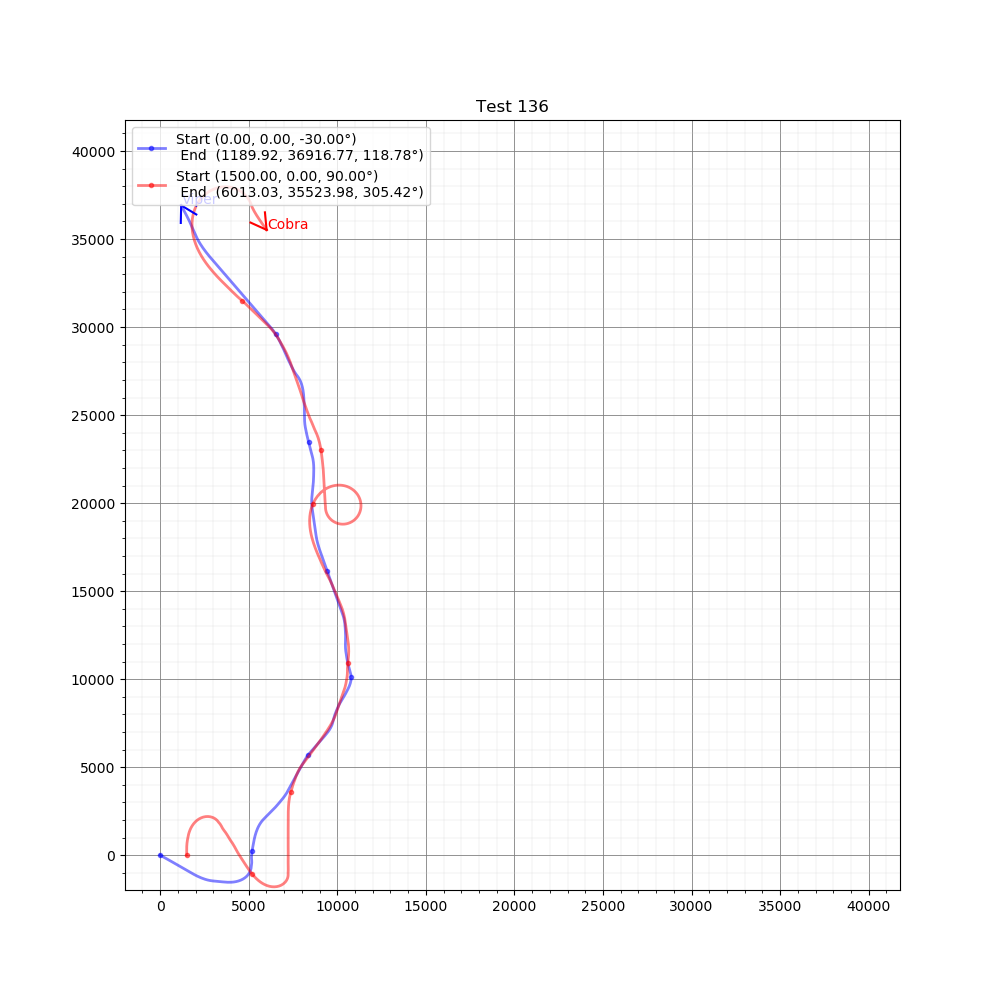 Test 136
Start (0.00, 0.00, -30.00°)
End (1189.92, 36916.77, 118.78°)
Start (1500.00, 0.00, 90.00°)
End (6013.03, 35523.98, 305.42°)
Viper
Cobra
40000
35000
30000
25000
20000
15000
10000
5000
0
0 5000 10000 15000 20000 25000 30000 35000 40000